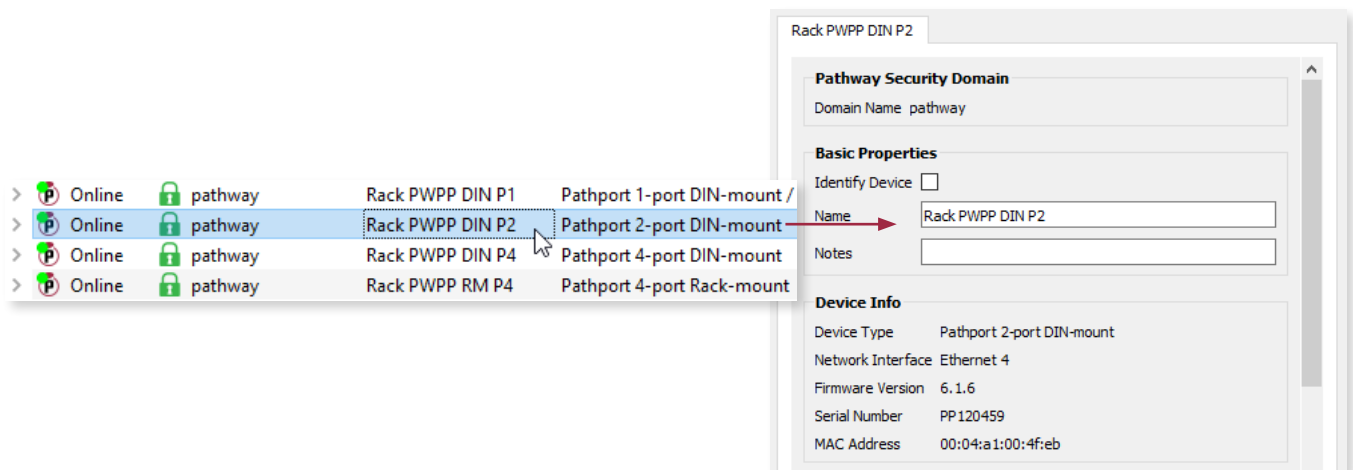 Online pathway Rack PWPP DIN P1 Pathport 1-port DIN-mount /
Online pathway Rack PWPP DIN P2 Pathport 2-port DIN-mount
Online pathway Rack PWPP DIN P4 Pathport 4-port DIN-mount
Online pathway Rack PWPP RM P4 Pathport 4-port Rack-mount
Rack PWPP DIN P2
Pathway Security Domain
Domain Name pathway
Basic Properties
Identify Device
Name Rack PWPP DIN P2
Notes
Device Info
Device Type Pathport 2-port DIN-mount
Network Interface Ethernet 4
Firmware Version 6.1.6
Serial Number PP120459
MAC Address 00:04:a1:00:4f:eb